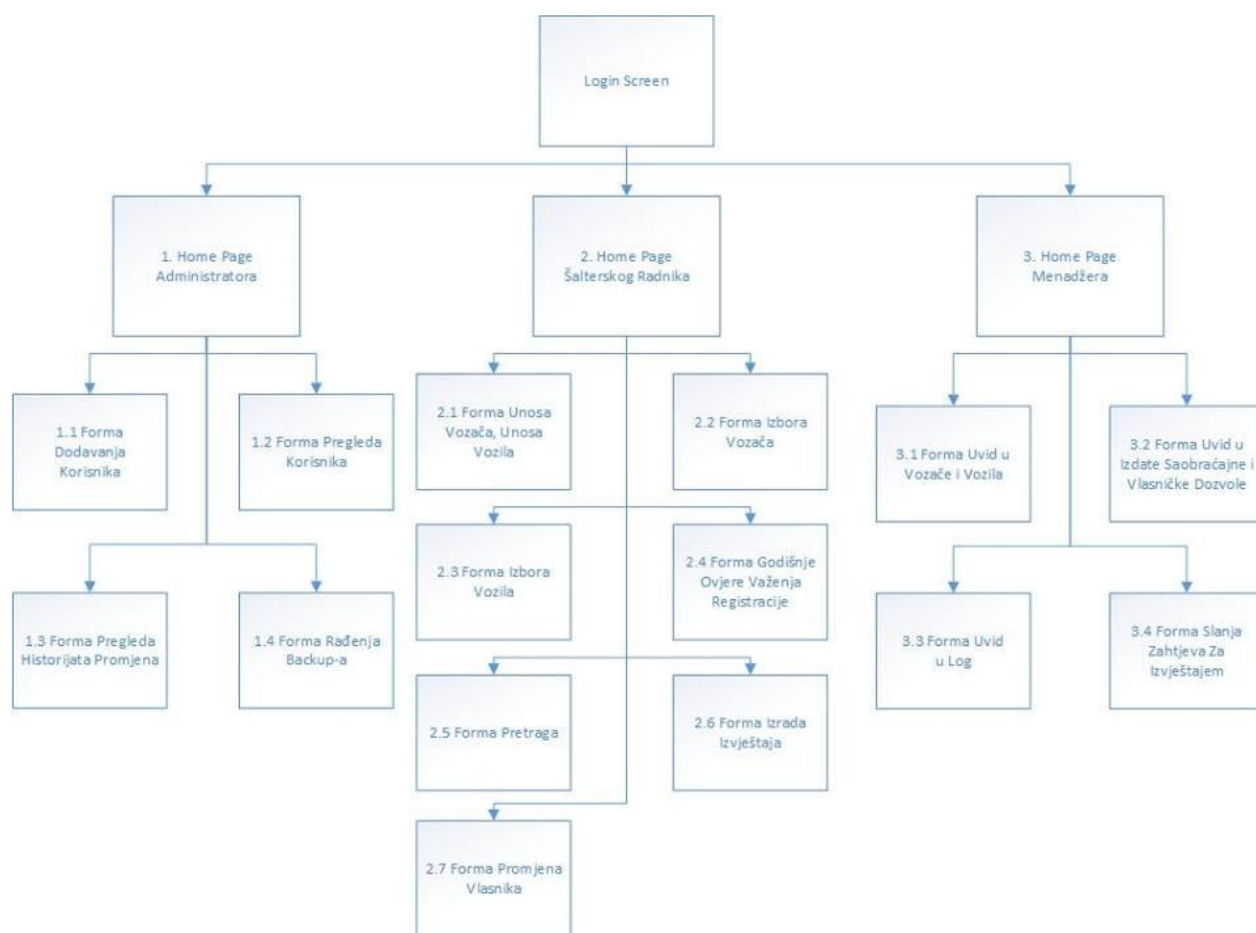 Login Screen
1. Home Page
Administratora
2. Home Page
Šalterskog Radnika
3. Home Page
Menadžera
1.1 Forma
Dodavanja
Korisnika
1.2 Forma Pregleda
Korisnika
2.1 Forma Unosa
Vozača, Unosa
Vozila
2.2 Forma Izbora
Vozača
3.1 Forma Uvid u
Vozače i Vozila
3.2 Forma Uvid u
Izdate Saobraćajne i
Vlasničke Dozvole
2.3 Forma Izbora
Vozila
2.4 Forma Godišnje
Ovjere Važenja
Registracije
1.3 Forma Pregleda
Historijata Promjena
1.4 Forma Rađenja
Backup-a
3.3 Forma Uvid
u Log
3.4 Forma Slanja
Zahtjeva Za
Izvještajem
2.5 Forma Pretraga
2.6 Forma Izrada
Izvještaja
2.7 Forma Promjena
Vlasnika